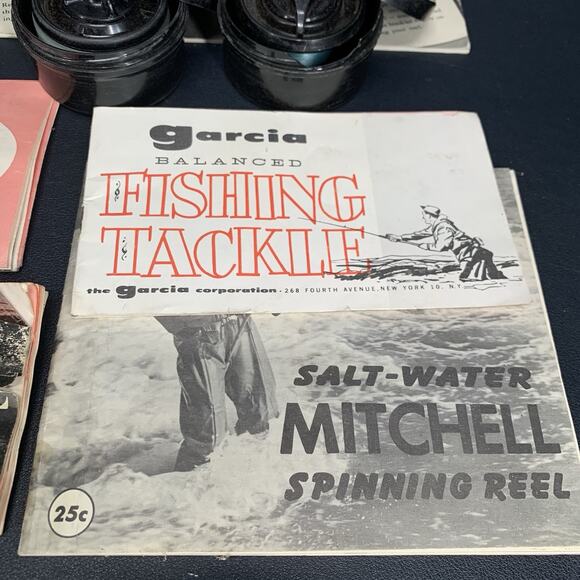 garcia
BALANCED
FISHING
TACKLE
the garcia corporation · 268 FOURTH AVENUE, NEW YORK 10, N.Y.
SALT-WATER
MITCHELL
SPINNING REEL
25c